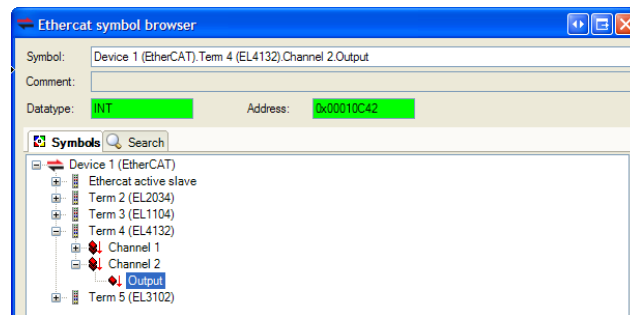 Ethercat symbol browser
Symbol: Device 1 (EtherCAT).Term 4 (EL4132).Channel 2.Output
Comment:
Datatype: INT Address: 0x00010C42
Symbols Search
Device 1 (EtherCAT)
Ethercat active slave
Term 2 (EL2034)
Term 3 (EL1104)
Term 4 (EL4132)
Channel 1
Channel 2
Output
Term 5 (EL3102)